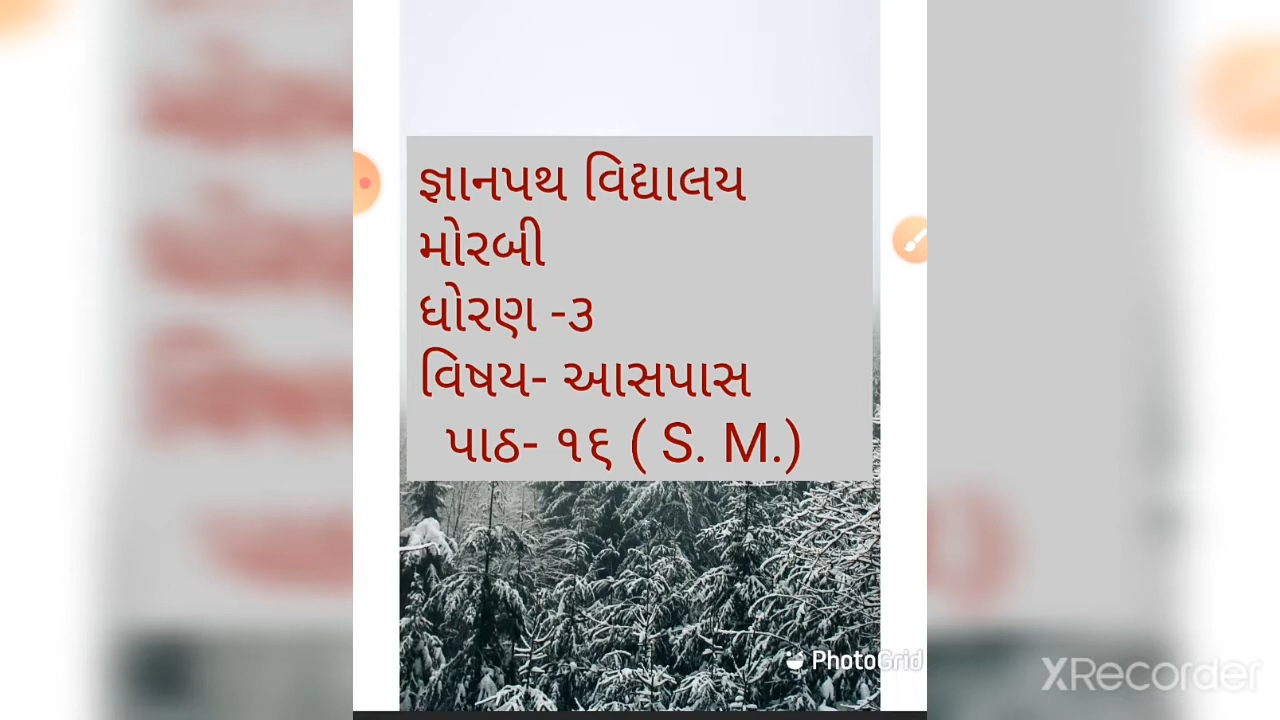 જ્ઞાનપથ વિદ્યાલય
મોરબી
ધોરણ -૩
વિષય- આસપાસ
પાઠ- ૧૬ ( S. M.)
PhotoGrid
XRecorder